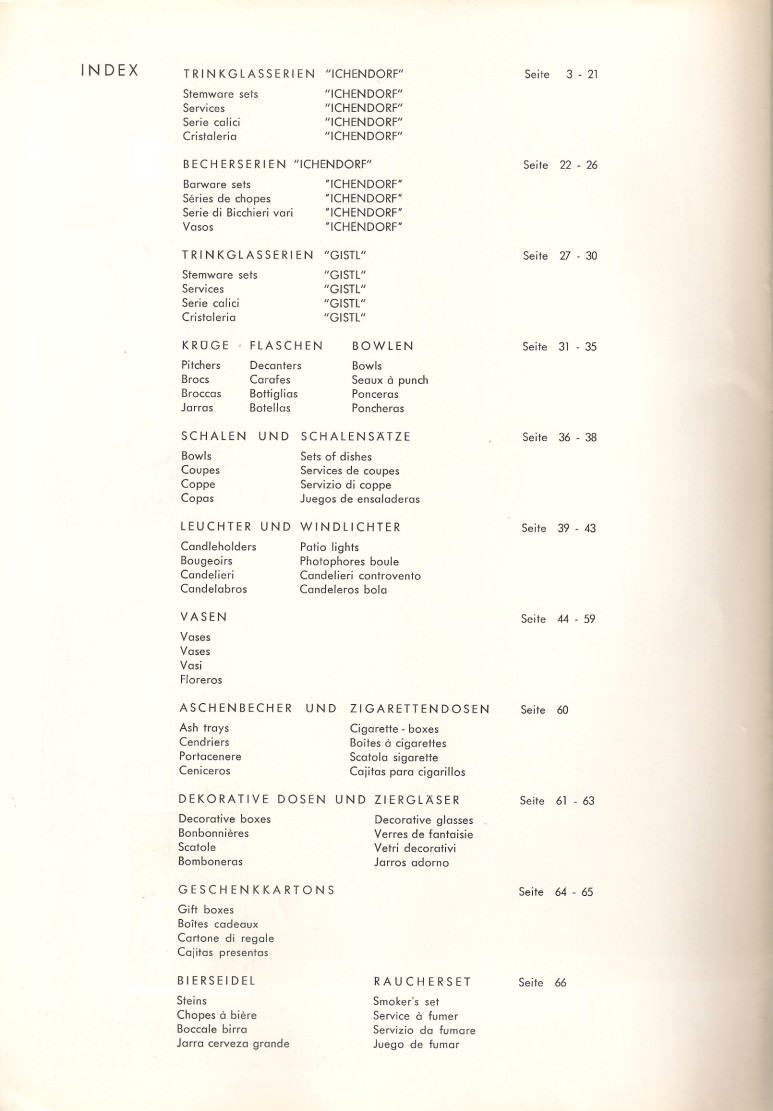 INDEX
TRINKGLASSERIEN "ICHENDORF" Seite 3 - 21
Stemware sets "ICHENDORF"
Services "ICHENDORF"
Serie calici "ICHENDORF"
Cristaleria "ICHENDORF"
BECHERSERIEN "ICHENDORF" Seite 22 - 26
Barware sets "ICHENDORF"
Séries de chopes "ICHENDORF"
Serie di Bicchieri vari "ICHENDORF"
Vasos "ICHENDORF"
TRINKGLASSERIEN "GISTL" Seite 27 - 30
Stemware sets "GISTL"
Services "GISTL"
Serie calici "GISTL"
Cristaleria "GISTL"
KRÜGE - FLASCHEN BOWLEN Seite 31 - 35
Pitchers Decanters Bowls
Brocs Carafes Seaux à punch
Broccas Bottiglias Ponceras
Jarras Botellas Poncheras
SCHALEN UND SCHALENSÄTZE Seite 36 - 38
Bowls Sets of dishes
Coupes Services de coupes
Coppe Servizio di coppe
Copas Juegos de ensaladeras
LEUCHTER UND WINDLICHTER Seite 39 - 43
Candleholders Patio lights
Bougeoirs Photophores boule
Candelieri Candelieri controvento
Candelabros Candeleros bola
VASEN Seite 44 - 59
Vases
Vases
Vasi
Floreros
ASCHENBECHER UND ZIGARETTENDOSEN Seite 60
Ash trays Cigarette - boxes
Cendriers Boîtes à cigarettes
Portacenere Scatola sigarette
Ceniceros Cajitas para cigarillos
DEKORATIVE DOSEN UND ZIERGLÄSER Seite 61 - 63
Decorative boxes Decorative glasses
Bonbonnières Verres de fantaisie
Scatole Vetri decorativi
Bomboneras Jarros adorno
GESCHENKKARTONS Seite 64 - 65
Gift boxes
Boîtes cadeaux
Cartone di regale
Cajitas presentas
BIERSEIDEL RAUCHERSET Seite 66
Steins Smoker's set
Chopes à bière Service à fumer
Boccale birra Servizio da fumare
Jarra cerveza grande Juego de fumar